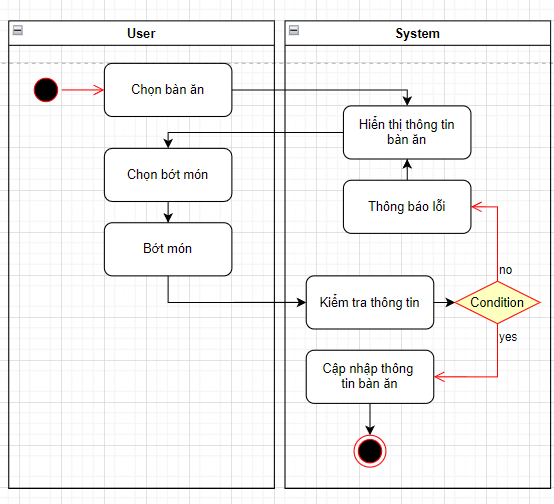 User
System
Chọn bàn ăn
Hiển thị thông tin
bàn ăn
Chọn bớt món
Thông báo lỗi
Bớt món
no
Kiểm tra thông tin
Condition
yes
Cập nhập thông
tin bàn ăn